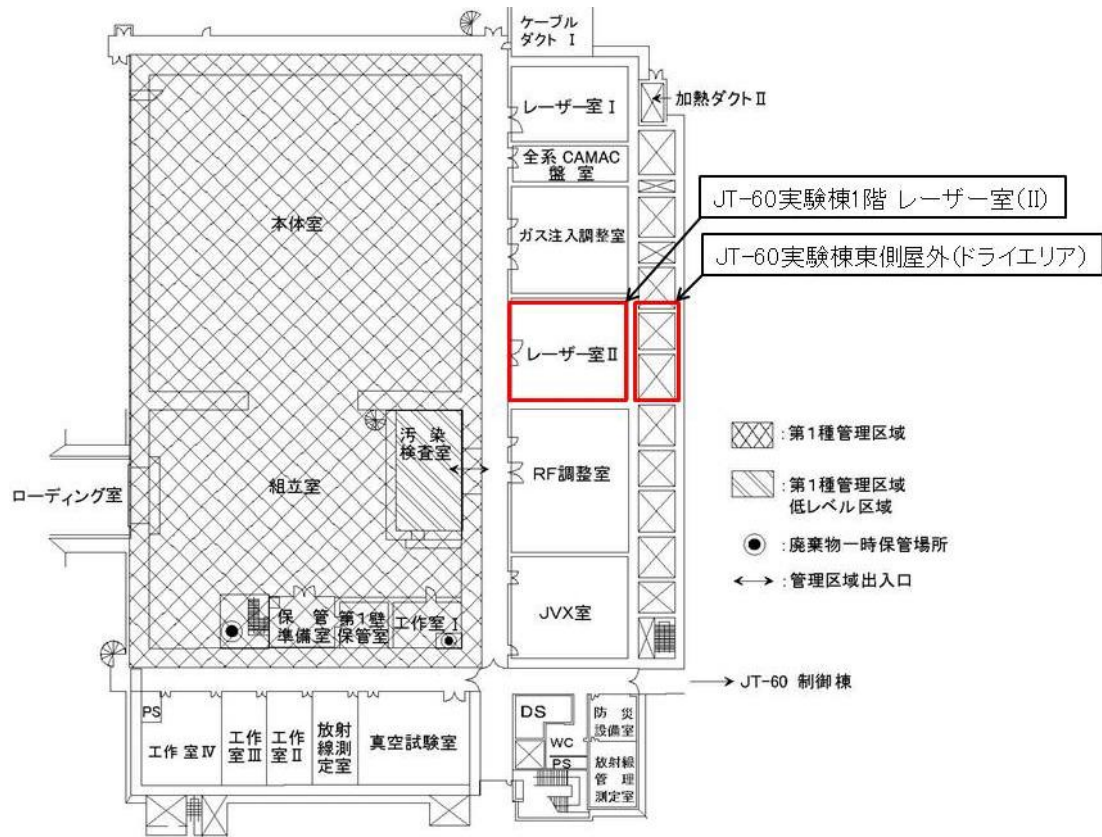 ケーブル
ダクト Ⅰ
レーザー室Ⅰ
加熱ダクトⅡ
全系 CAMAC
盤 室
JT-60実験棟1階 レーザー室(II)
本体室
ガス注入調整室
JT-60実験棟東側屋外(ドライエリア)
レーザー室Ⅱ
汚 染
検査室
:第1種管理区域
ローディング室
組立室
RF調整室
:第1種管理区域
低レベル区域
:廃棄物一時保管場所
:管理区域出入口
保 管
準備室
第1壁
保管室
工作室Ⅰ
JVX室
JT-60 制御棟
PS
工作室Ⅳ
工作
室Ⅲ
工作
室Ⅱ
放射
線測
定室
真空試験室
DS
WC
PS
防 災
設備室
放射線
管 理
測定室